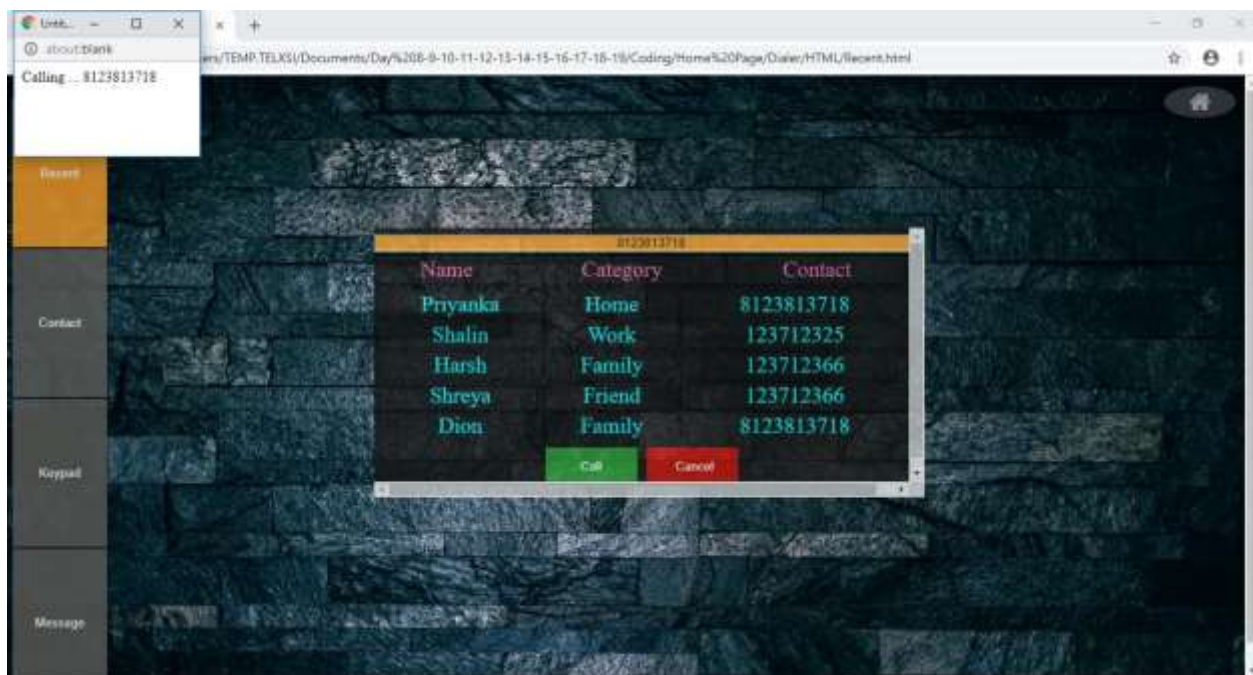 Untit...
about:blank
ers/TEMP.TELXSI/Documents/Day%208-9-10-11-12-13-14-15-16-17-18-19/Coding/Home%20Page/Dialer/HTML/Recent.html
Calling ... 8123813718
Recent
Contact
Keypad
Message
8123813718
Name Category Contact
Priyanka Home 8123813718
Shalin Work 123712325
Harsh Family 123712366
Shreya Friend 123712366
Dion Family 8123813718
Call Cancel